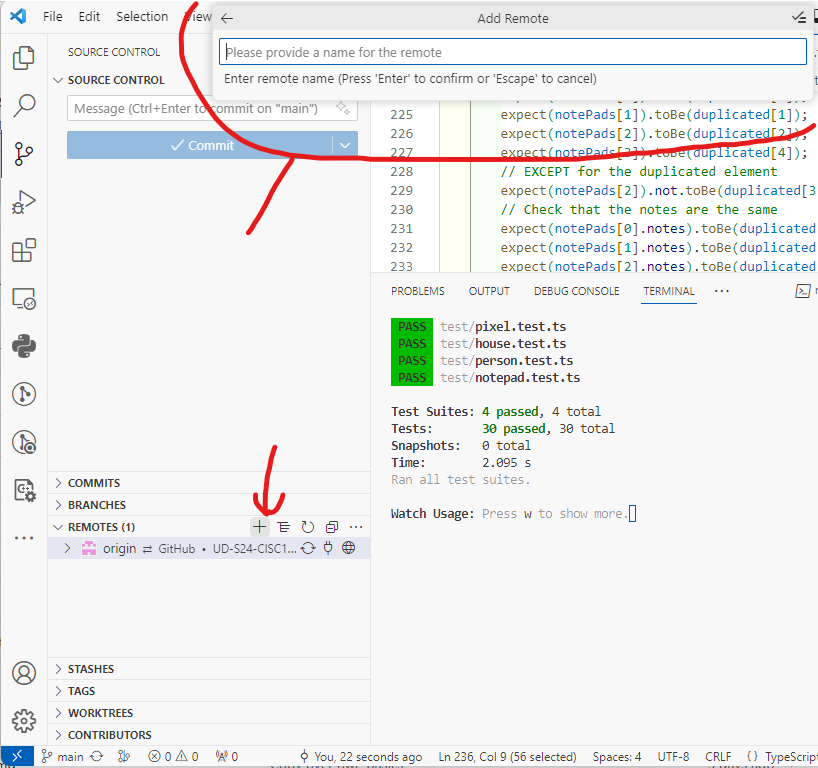 File Edit Selection View
Add Remote
Please provide a name for the remote
Enter remote name (Press 'Enter' to confirm or 'Escape' to cancel)
SOURCE CONTROL
SOURCE CONTROL
Message (Ctrl+Enter to commit on "main")
Commit
225 expect(notePads[1]).toBe(duplicated[1]);
226 expect(notePads[2]).toBe(duplicated[2]);
227 expect(notePads[3]).toBe(duplicated[4]);
228 // EXCEPT for the duplicated element
229 expect(notePads[2]).not.toBe(duplicated[3
230 // Check that the notes are the same
231 expect(notePads[0].notes).toBe(duplicated
232 expect(notePads[1].notes).toBe(duplicated
233 expect(notePads[2].notes).toBe(duplicated
PROBLEMS OUTPUT DEBUG CONSOLE TERMINAL ...
PASS test/pixel.test.ts
PASS test/house.test.ts
PASS test/person.test.ts
PASS test/notepad.test.ts
Test Suites: 4 passed, 4 total
Tests: 30 passed, 30 total
Snapshots: 0 total
Time: 2.095 s
Ran all test suites.
Watch Usage: Press w to show more.
COMMITS
BRANCHES
REMOTES (1)
origin ⇄ GitHub • UD-S24-CISC1...
STASHES
TAGS
WORKTREES
CONTRIBUTORS
main 0 0 0 You, 22 seconds ago Ln 236, Col 9 (56 selected) Spaces: 4 UTF-8 CRLF {} TypeScript